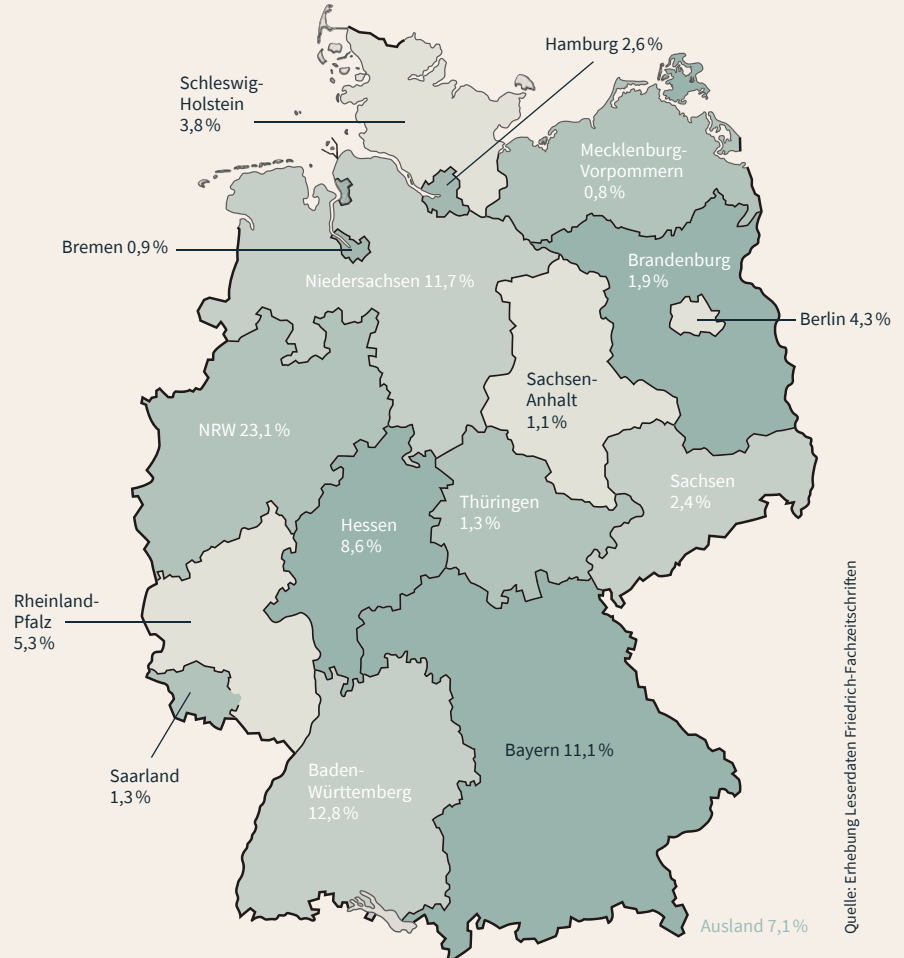 Hamburg 2,6 %
Schleswig-
Holstein
3,8 %
Mecklenburg-
Vorpommern
0,8 %
Bremen 0,9 %
Niedersachsen 11,7 %
Brandenburg
1,9 %
Berlin 4,3 %
Sachsen-
Anhalt
1,1 %
NRW 23,1 %
Sachsen
2,4 %
Thüringen
1,3 %
Hessen
8,6 %
Rheinland-
Pfalz
5,3 %
Saarland
1,3 %
Bayern 11,1 %
Baden-
Württemberg
12,8 %
Ausland 7,1 %
Quelle: Erhebung Leserdaten Friedrich-Fachzeitschriften